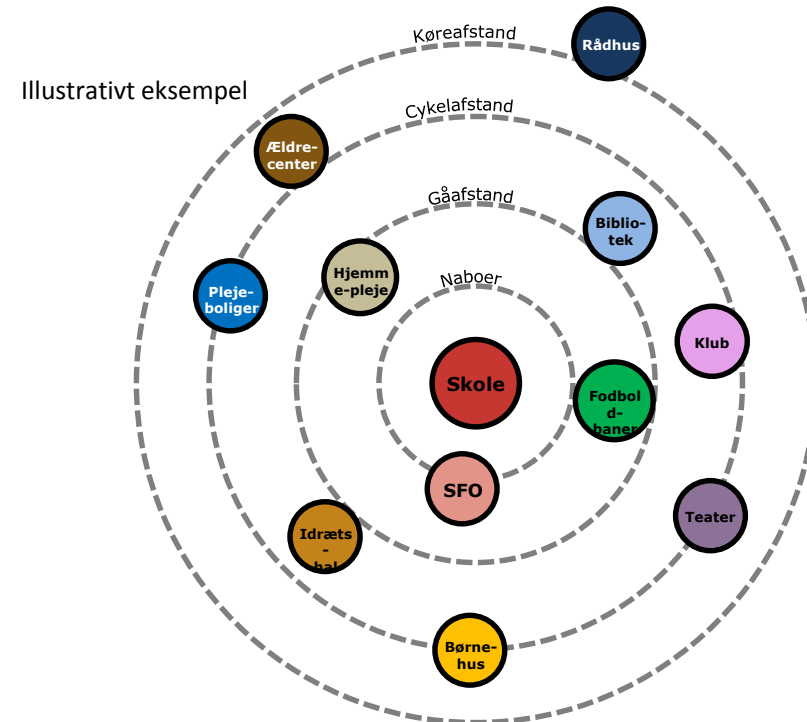 Køreafstand
Rådhus
Illustrativt eksempel
Cykelafstand
Ældre-
center
Gåafstand
Biblio-
tek
Hjemm
e-pleje
Naboer
Pleje-
boliger
Klub
Skole
Fodbol
d-
baner
SFO
Teater
Idræts
-
hal
Børne-
hus